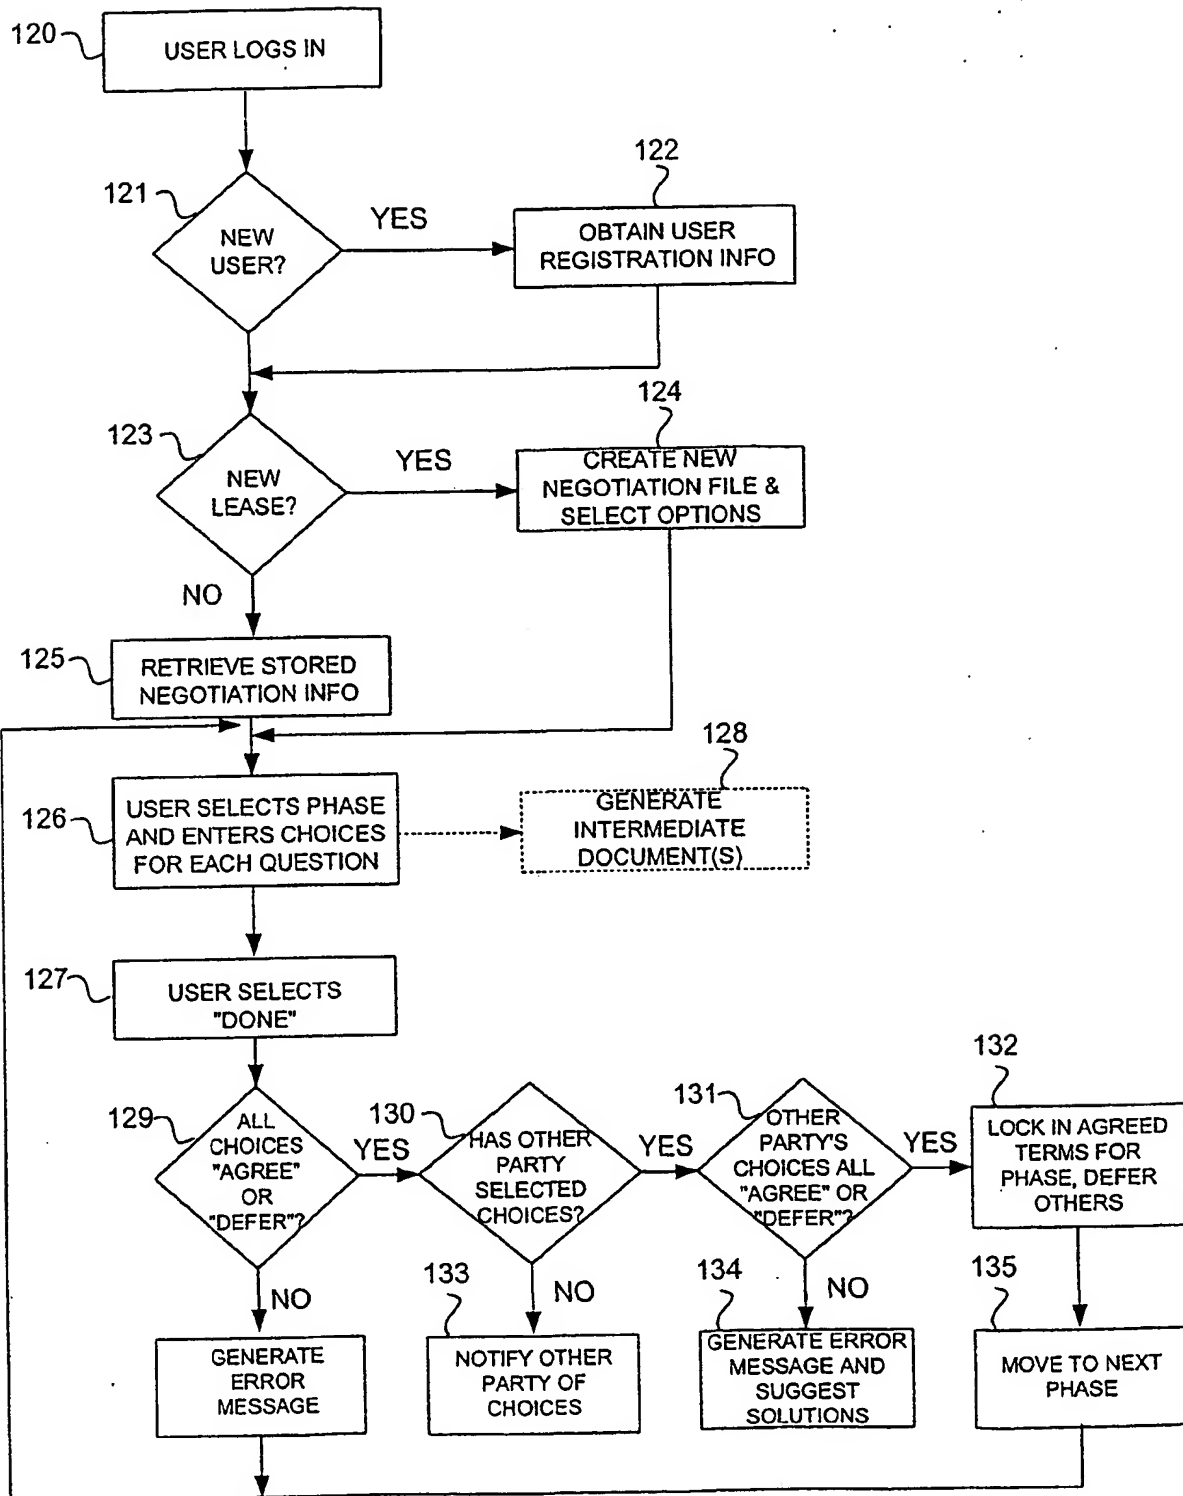 120
USER LOGS IN
121
NEW
USER?
YES
122
OBTAIN USER
REGISTRATION INFO
123
NEW
LEASE?
YES
124
CREATE NEW
NEGOTIATION FILE &
SELECT OPTIONS
NO
125
RETRIEVE STORED
NEGOTIATION INFO
126
USER SELECTS PHASE
AND ENTERS CHOICES
FOR EACH QUESTION
128
GENERATE
INTERMEDIATE
DOCUMENT(S)
127
USER SELECTS
"DONE"
129
ALL
CHOICES
"AGREE"
OR
"DEFER"?
YES
130
HAS OTHER
PARTY
SELECTED
CHOICES?
YES
131
OTHER
PARTY'S
CHOICES ALL
"AGREE" OR
"DEFER"?
YES
132
LOCK IN AGREED
TERMS FOR
PHASE, DEFER
OTHERS
NO
GENERATE
ERROR
MESSAGE
133
NO
NOTIFY OTHER
PARTY OF
CHOICES
134
NO
GENERATE ERROR
MESSAGE AND
SUGGEST
SOLUTIONS
135
MOVE TO NEXT
PHASE